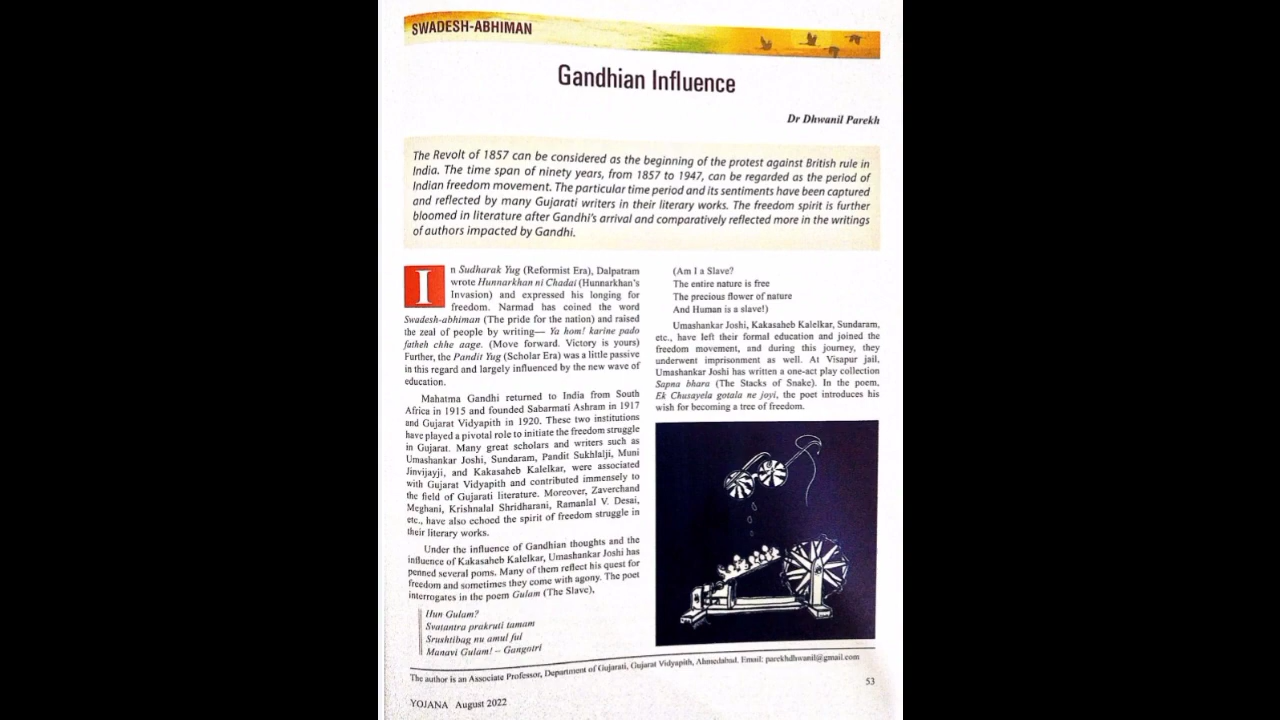 SWADESH-ABHIMAN
Gandhian Influence
Dr Dhwanil Parekh
The Revolt of 1857 can be considered as the beginning of the protest against British rule in
India. The time span of ninety years, from 1857 to 1947, can be regarded as the period of
Indian freedom movement. The particular time period and its sentiments have been captured
and reflected by many Gujarati writers in their literary works. The freedom spirit is further
bloomed in literature after Gandhi's arrival and comparatively reflected more in the writings
of authors impacted by Gandhi.
In Sudharak Yug (Reformist Era), Dalpatram
wrote Hunnarkhan ni Chadai (Hunnarkhan's
Invasion) and expressed his longing for
freedom. Narmad has coined the word
Swadesh-abhiman (The pride for the nation) and raised
the zeal of people by writing— Ya hom! karine pado
fatheh chhe aage. (Move forward. Victory is yours)
Further, the Pandit Yug (Scholar Era) was a little passive
in this regard and largely influenced by the new wave of
education.
Mahatma Gandhi returned to India from South
Africa in 1915 and founded Sabarmati Ashram in 1917
and Gujarat Vidyapith in 1920. These two institutions
have played a pivotal role to initiate the freedom struggle
in Gujarat. Many great scholars and writers such as
Umashankar Joshi, Sundaram, Pandit Sukhlalji, Muni
Jinvijayji, and Kakasaheb Kalelkar, were associated
with Gujarat Vidyapith and contributed immensely to
the field of Gujarati literature. Moreover, Zaverchand
Meghani, Krishnalal Shridharani, Ramanlal V. Desai,
etc., have also echoed the spirit of freedom struggle in
their literary works.
Under the influence of Gandhian thoughts and the
influence of Kakasaheb Kalelkar, Umashankar Joshi has
penned several poms. Many of them reflect his quest for
freedom and sometimes they come with agony. The poet
interrogates in the poem Gulam (The Slave),
Hun Gulam?
Svatantra prakruti tamam
Srushtibag nu amul ful
Manavi Gulam! – Gangotri
(Am I a Slave?
The entire nature is free
The precious flower of nature
And Human is a slave!)
Umashankar Joshi, Kakasaheb Kalelkar, Sundaram,
etc., have left their formal education and joined the
freedom movement, and during this journey, they
underwent imprisonment as well. At Visapur jail,
Umashankar Joshi has written a one-act play collection
Sapna bhara (The Stacks of Snake). In the poem,
Ek Chusayela gotala ne joyi, the poet introduces his
wish for becoming a tree of freedom.
The author is an Associate Professor, Department of Gujarati, Gujarat Vidyapith, Ahmedabad. Email: parekhdhwanil@gmail.com
53
YOJANA August 2022